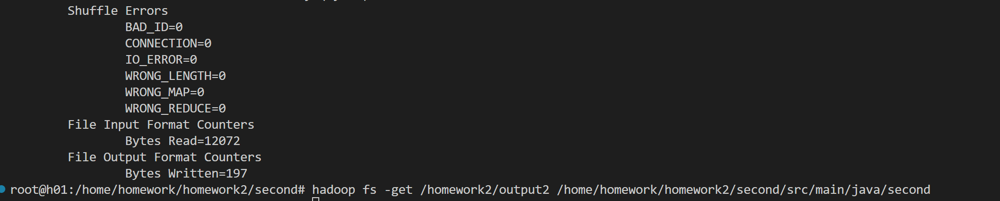 Shuffle Errors
BAD_ID=0
CONNECTION=0
IO_ERROR=0
WRONG_LENGTH=0
WRONG_MAP=0
WRONG_REDUCE=0
File Input Format Counters
Bytes Read=12072
File Output Format Counters
Bytes Written=197
root@h01:/home/homework/homework2/second# hadoop fs -get /homework2/output2 /home/homework/homework2/second/src/main/java/second